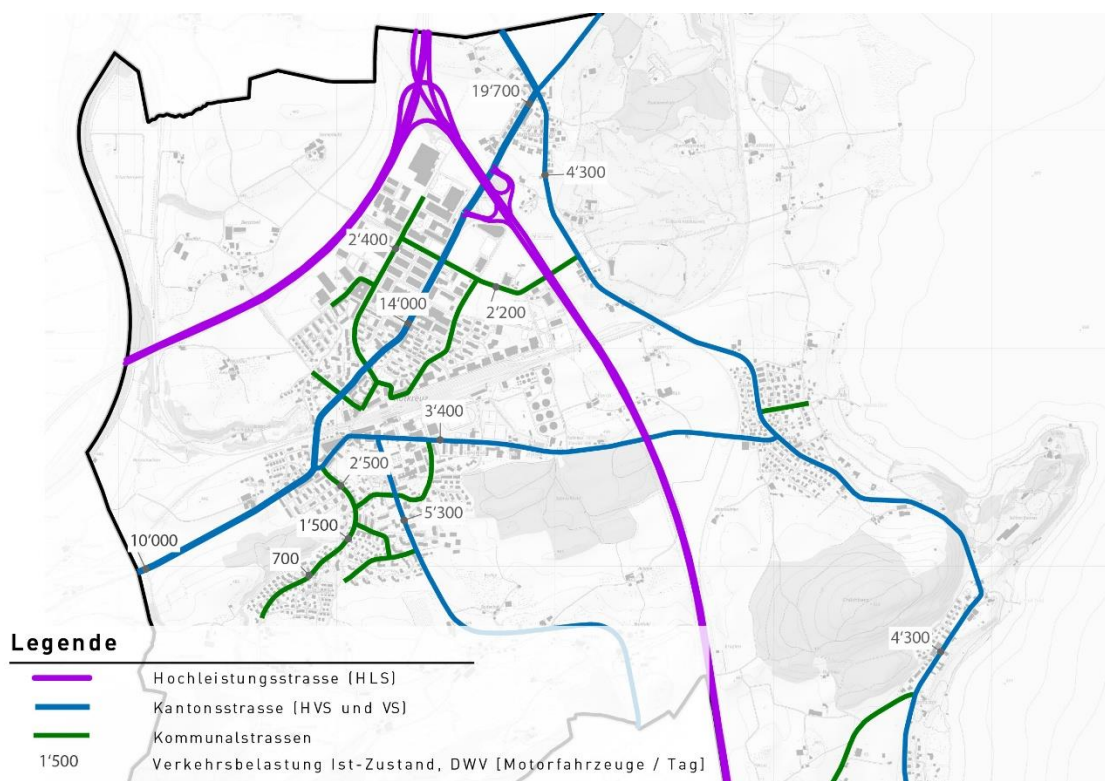 19'700
4'300
2'400
14'000
2'200
3'400
2'500
5'300
1'500
10'000
700
4'300
Legende
Hochleistungsstrasse (HLS)
Kantonsstrasse (HVS und VS)
Kommunalstrassen
1'500 Verkehrsbelastung Ist-Zustand, DWV [Motorfahrzeuge / Tag]